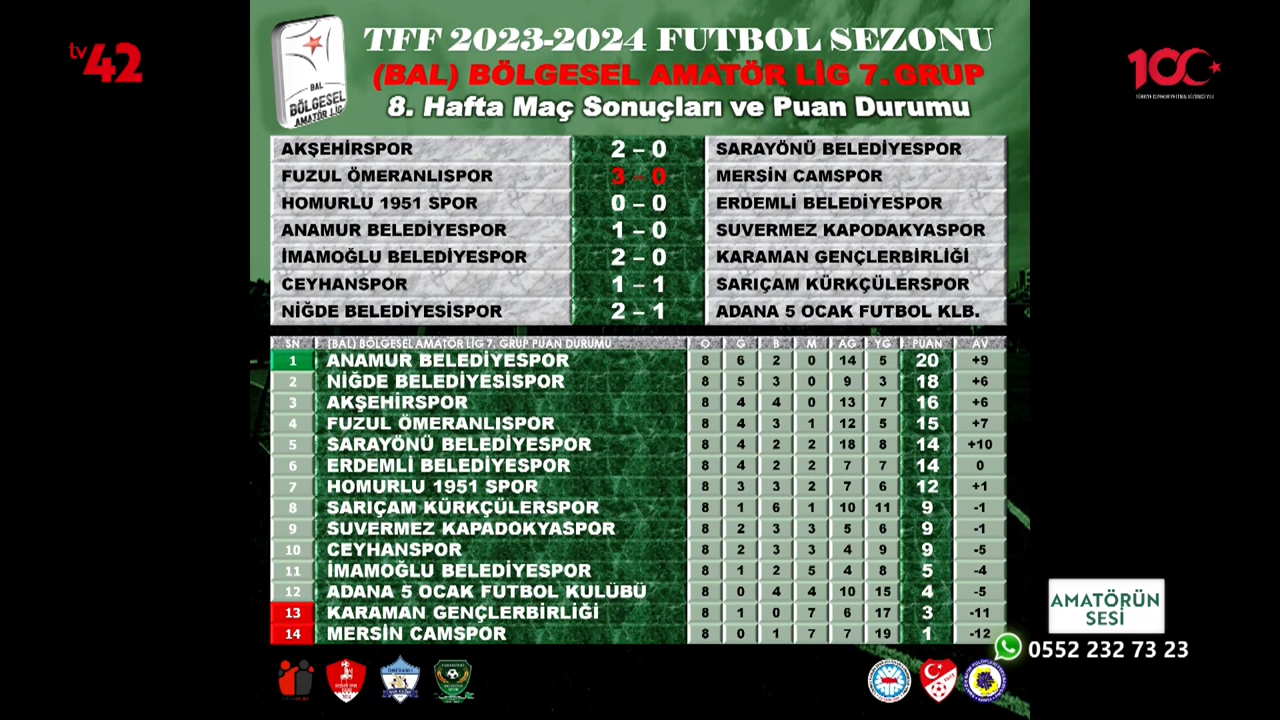 tv42
100
TÜRKİYE CUMHURİYETİ'NİN YÜZÜNCÜ YILI
BAL
BÖLGESEL
AMATÖR LİG
TFF 2023-2024 FUTBOL SEZONU
(BAL) BÖLGESEL AMATÖR LİG 7. GRUP
8. Hafta Maç Sonuçları ve Puan Durumu
AKŞEHİRSPOR 2 – 0 SARAYÖNÜ BELEDİYESPOR
FUZUL ÖMERANLISPOR 3 – 0 MERSİN CAMSPOR
HOMURLU 1951 SPOR 0 – 0 ERDEMLİ BELEDİYESPOR
ANAMUR BELEDİYESPOR 1 – 0 SUVERMEZ KAPODAKYASPOR
İMAMOĞLU BELEDİYESPOR 2 – 0 KARAMAN GENÇLERBİRLİĞİ
CEYHANSPOR 1 – 1 SARIÇAM KÜRKÇÜLERSPOR
NİĞDE BELEDİYESİSPOR 2 – 1 ADANA 5 OCAK FUTBOL KLB.
SN (BAL) BÖLGESEL AMATÖR LİG 7. GRUP PUAN DURUMU O G B M AG YG PUAN AV
1 ANAMUR BELEDİYESPOR 8 6 2 0 14 5 20 +9
2 NİĞDE BELEDİYESİSPOR 8 5 3 0 9 3 18 +6
3 AKŞEHİRSPOR 8 4 4 0 13 7 16 +6
4 FUZUL ÖMERANLISPOR 8 4 3 1 12 5 15 +7
5 SARAYÖNÜ BELEDİYESPOR 8 4 2 2 18 8 14 +10
6 ERDEMLİ BELEDİYESPOR 8 4 2 2 7 7 14 0
7 HOMURLU 1951 SPOR 8 3 3 2 7 6 12 +1
8 SARIÇAM KÜRKÇÜLERSPOR 8 1 6 1 10 11 9 -1
9 SUVERMEZ KAPADOKYASPOR 8 2 3 3 5 6 9 -1
10 CEYHANSPOR 8 2 3 3 4 9 9 -5
11 İMAMOĞLU BELEDİYESPOR 8 1 2 5 4 8 5 -4
12 ADANA 5 OCAK FUTBOL KULÜBÜ 8 0 4 4 10 15 4 -5
13 KARAMAN GENÇLERBİRLİĞİ 8 1 0 7 6 17 3 -11
14 MERSİN CAMSPOR 8 0 1 7 7 19 1 -12
AMATÖRÜN
SESİ
0552 232 73 23